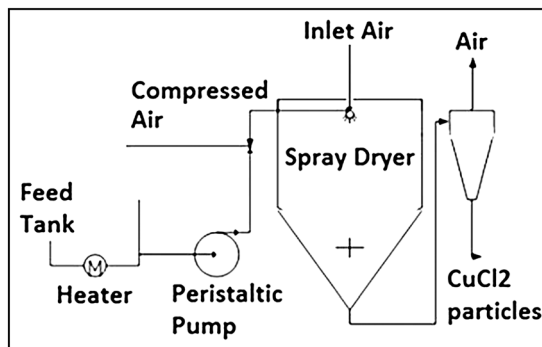 Inlet Air
Air
Compressed
Air
Spray Dryer
Feed
Tank
M
Heater
Peristaltic
Pump
CuCl2
particles